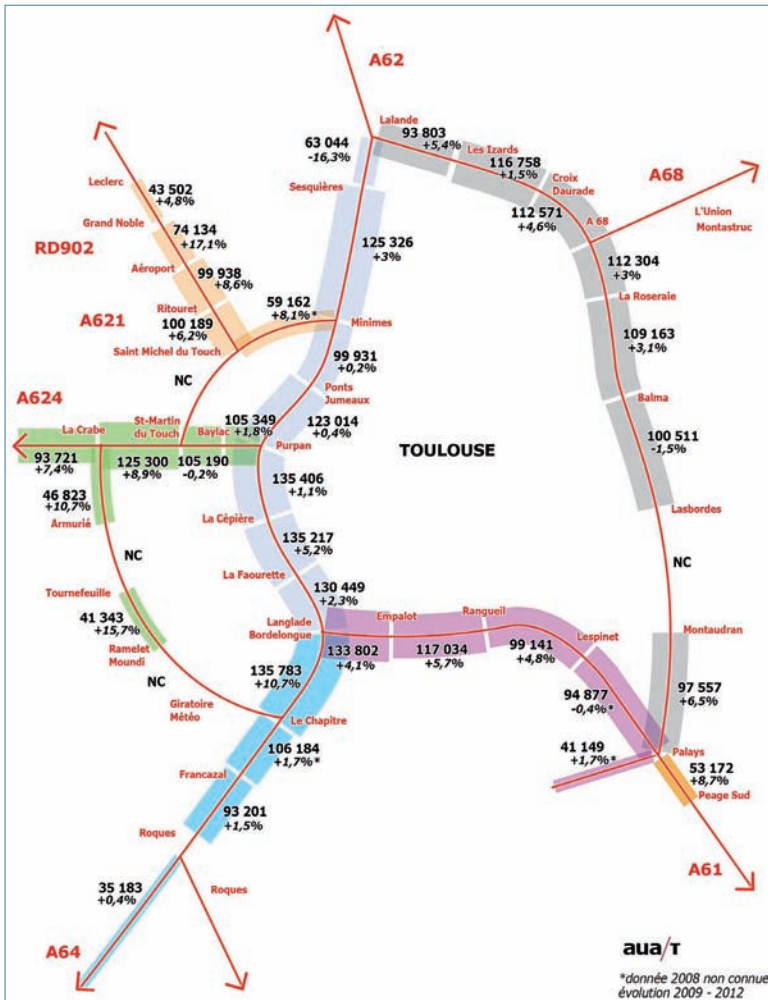 A62
Lalande
93 803
+5,4%
63 044
-16,3%
Les Izards
116 758
+1,5%
Croix
Daurade
A68
Sesquières
Leclerc
43 502
+4,8%
112 571
+4,6%
A 68
L'Union
Montastruc
Grand Noble
74 134
+17,1%
RD902
125 326
+3%
112 304
+3%
Aéroport
99 938
+8,6%
La Roseraie
Ritouret
59 162
+8,1%*
A621
100 189
+6,2%
Minimes
109 163
+3,1%
Saint Michel du Touch
99 931
+0,2%
NC
Ponts
Jumeaux
Balma
A624
La Crabe
St-Martin
du Touch
Baylac
105 349
+1,8%
123 014
+0,4%
100 511
-1,5%
Purpan
TOULOUSE
93 721
+7,4%
125 300
+8,9%
105 190
-0,2%
135 406
+1,1%
46 823
+10,7%
Lasbordes
Armurié
La Cépière
135 217
+5,2%
NC
NC
La Faourette
130 449
+2,3%
Tournefeuille
41 343
+15,7%
Langlade
Bordelongue
Empalot
Rangueil
Lespinet
Montaudran
Ramelet
Moundi
133 802
+4,1%
117 034
+5,7%
99 141
+4,8%
135 783
+10,7%
NC
94 877
-0,4%*
97 557
+6,5%
Giratoire
Météo
Le Chapitre
106 184
+1,7%*
41 149
+1,7%*
Palays
Francazal
53 172
+8,7%
Peage Sud
93 201
+1,5%
Roques
A61
35 183
+0,4%
Roques
A64
aua/T
*donnée 2008 non connue
évolution 2009 - 2012